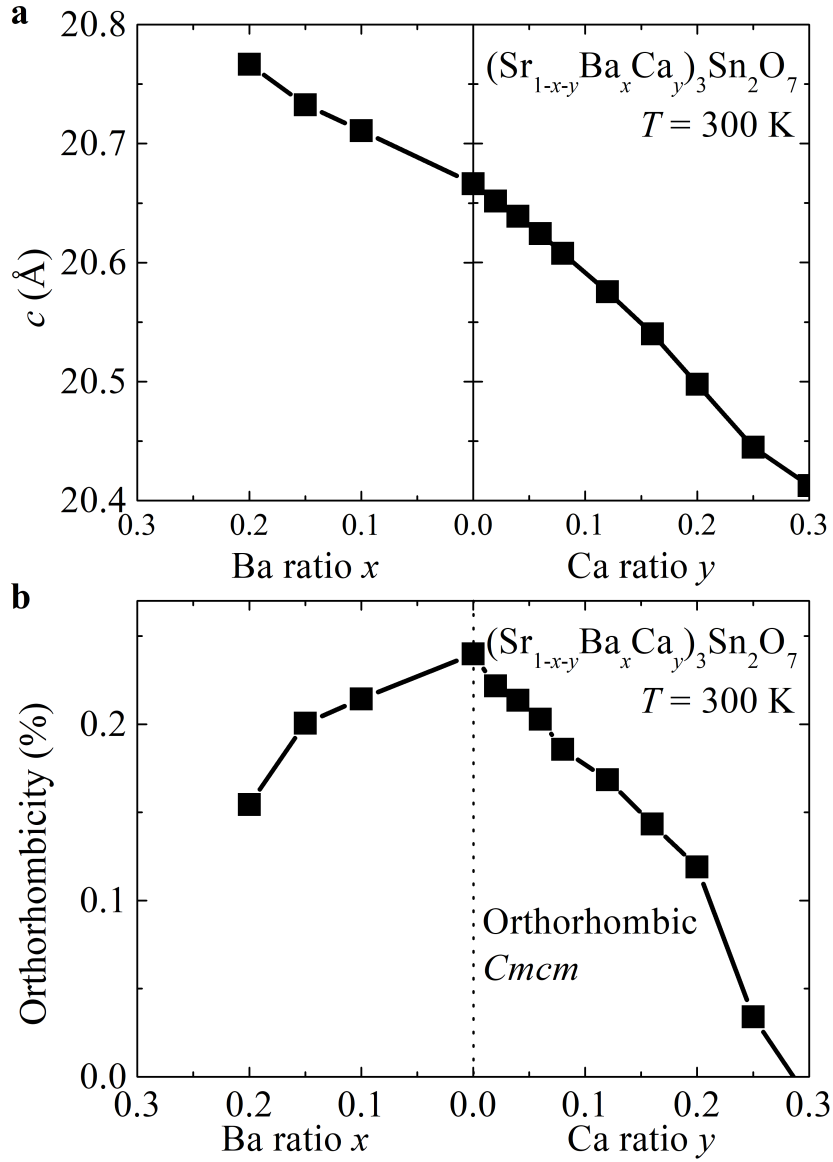 a
(Sr1-x-yBaxCay)3Sn2O7
T = 300 K
c (Å)
20.8
20.7
20.6
20.5
20.4
0.3 0.2 0.1 0.0 0.1 0.2 0.3
Ba ratio x Ca ratio y
b
(Sr1-x-yBaxCay)3Sn2O7
T = 300 K
Orthorhombicity (%)
0.2
0.1
0.0
Orthorhombic
Cmcm
0.3 0.2 0.1 0.0 0.1 0.2 0.3
Ba ratio x Ca ratio y